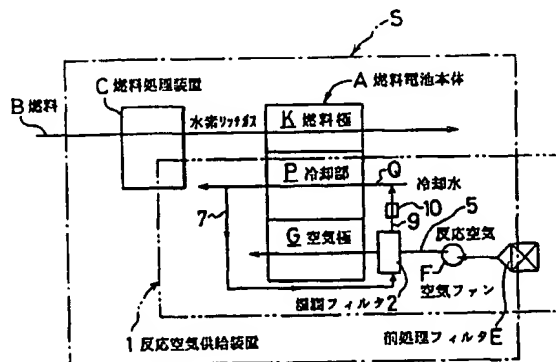 S
C 燃料処理装置
A 燃料電池本体
B 燃料
水素リッチガス
K 燃料極
P 冷却部
Q
冷却水
7
10
9
5
G 空気極
反応空気
F
空気ファン
湿潤フィルタ2
前処理フィルタE
1 反応空気供給装置